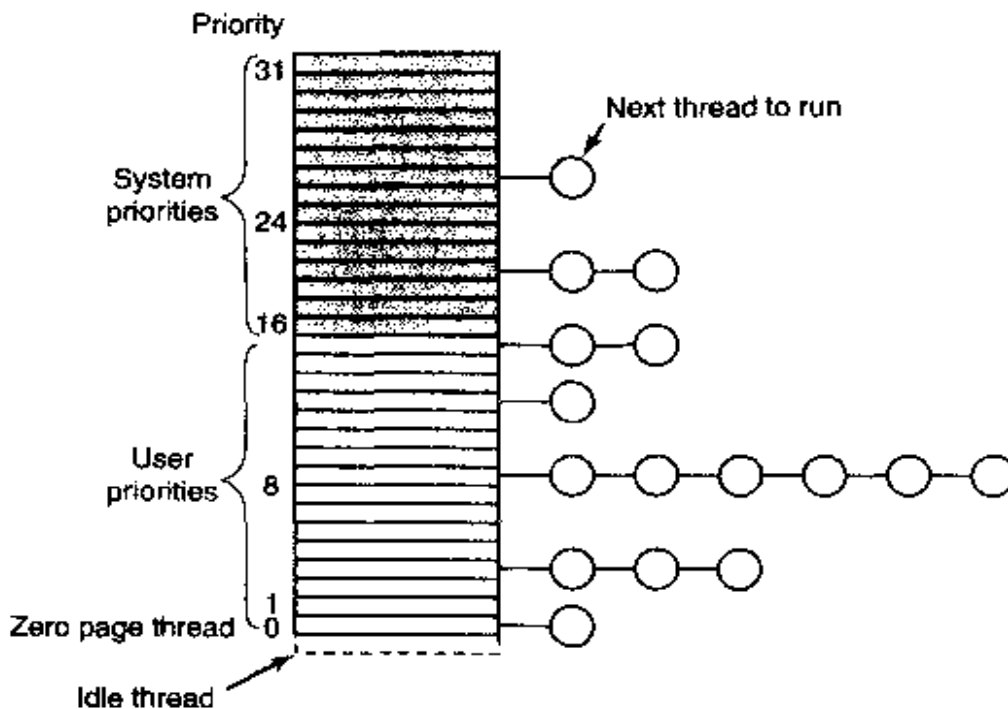 Priority
31
Next thread to run
System
priorities
24
16
User
priorities
8
1
Zero page thread 0
Idle thread